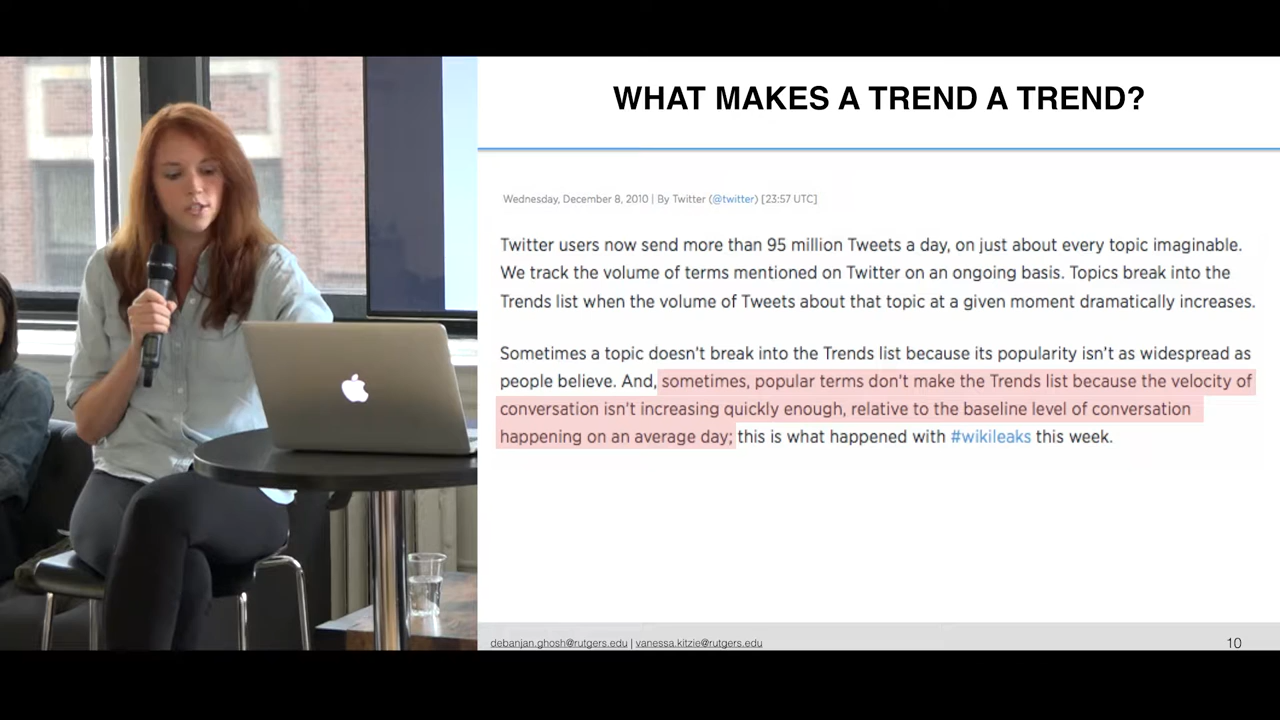 WHAT MAKES A TREND A TREND?
Wednesday, December 8, 2010 | By Twitter (@twitter) [23:57 UTC]
Twitter users now send more than 95 million Tweets a day, on just about every topic imaginable.
We track the volume of terms mentioned on Twitter on an ongoing basis. Topics break into the
Trends list when the volume of Tweets about that topic at a given moment dramatically increases.
Sometimes a topic doesn't break into the Trends list because its popularity isn't as widespread as
people believe. And, sometimes, popular terms don't make the Trends list because the velocity of
conversation isn't increasing quickly enough, relative to the baseline level of conversation
happening on an average day; this is what happened with #wikileaks this week.
debanjan.ghosh@rutgers.edu | vanessa.kitzie@rutgers.edu
10